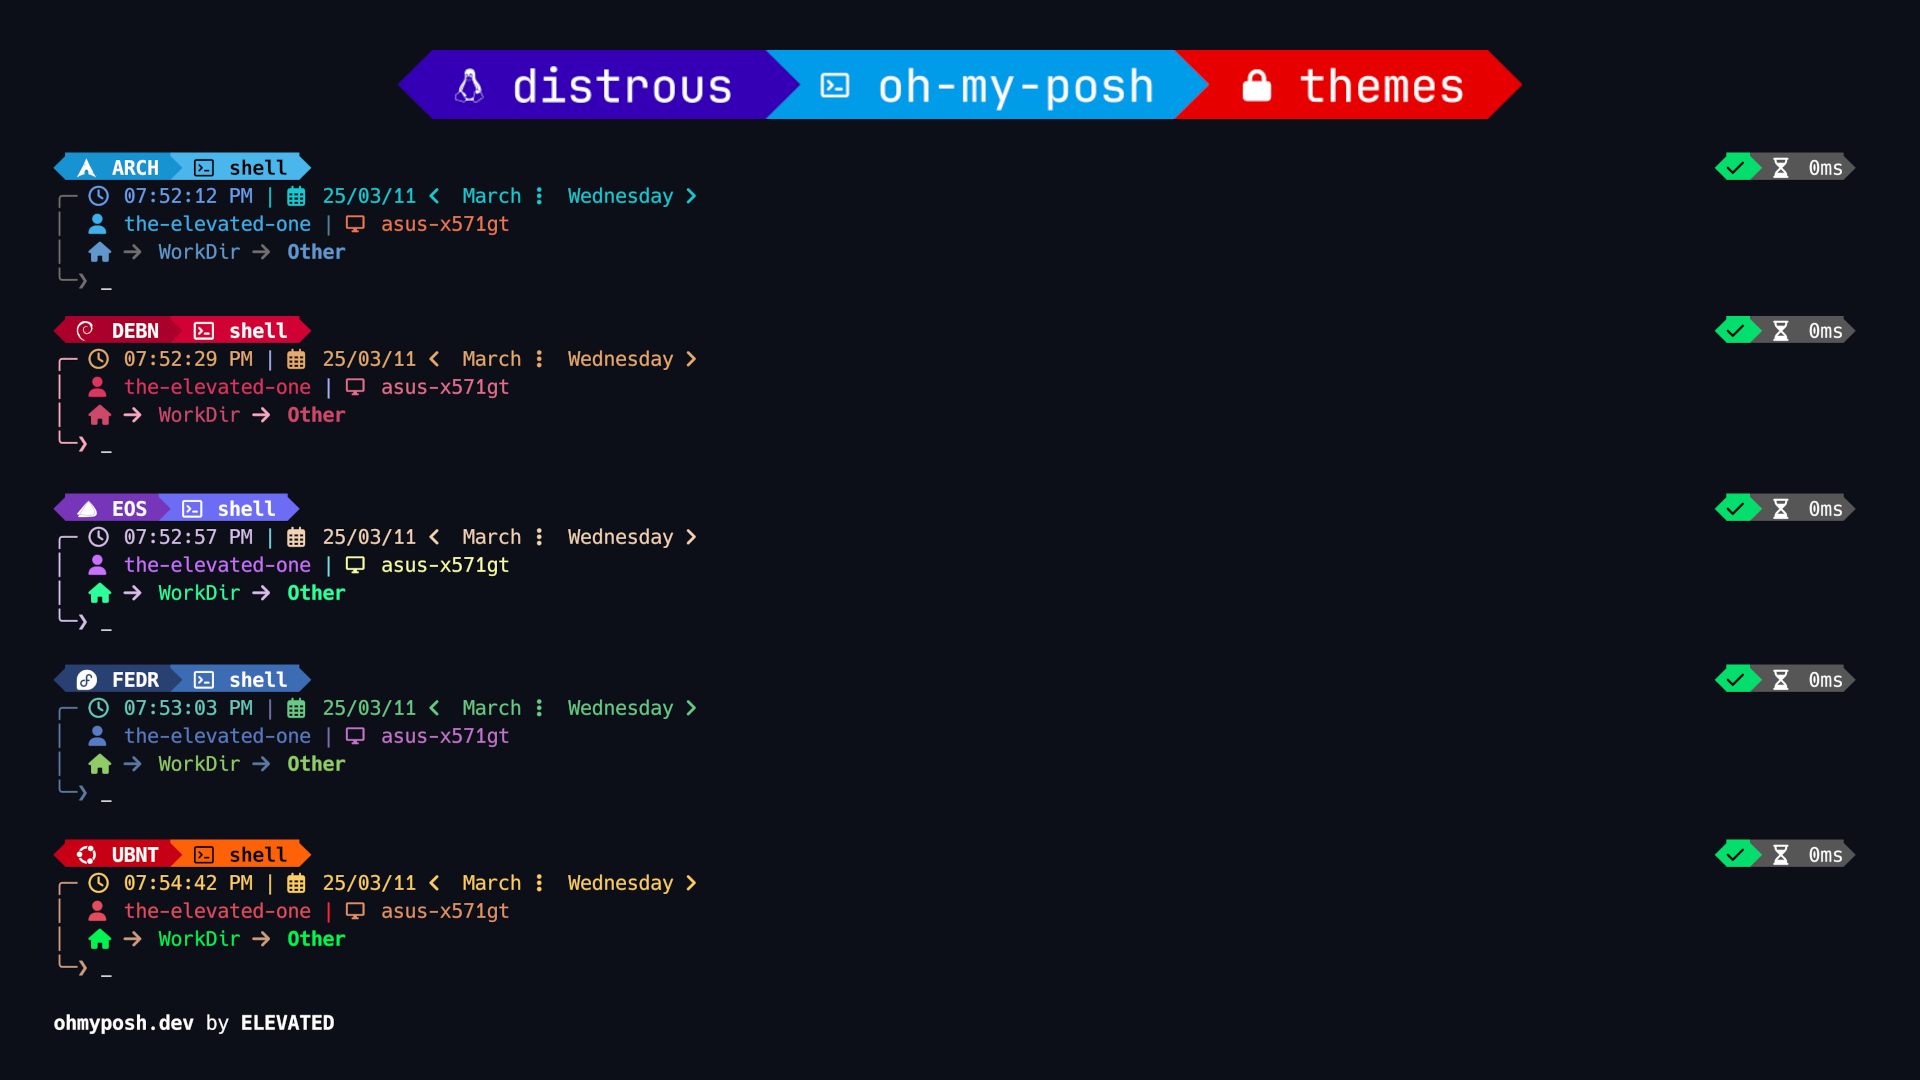 distrous oh-my-posh themes
ARCH shell 0ms
07:52:12 PM | 25/03/11 < March Wednesday >
the-elevated-one | asus-x571gt
→ WorkDir → Other
❯ _
DEBN shell 0ms
07:52:29 PM | 25/03/11 < March Wednesday >
the-elevated-one | asus-x571gt
→ WorkDir → Other
❯ _
EOS shell 0ms
07:52:57 PM | 25/03/11 < March Wednesday >
the-elevated-one | asus-x571gt
→ WorkDir → Other
❯ _
FEDR shell 0ms
07:53:03 PM | 25/03/11 < March Wednesday >
the-elevated-one | asus-x571gt
→ WorkDir → Other
❯ _
UBNT shell 0ms
07:54:42 PM | 25/03/11 < March Wednesday >
the-elevated-one | asus-x571gt
→ WorkDir → Other
❯ _
ohmyposh.dev by ELEVATED